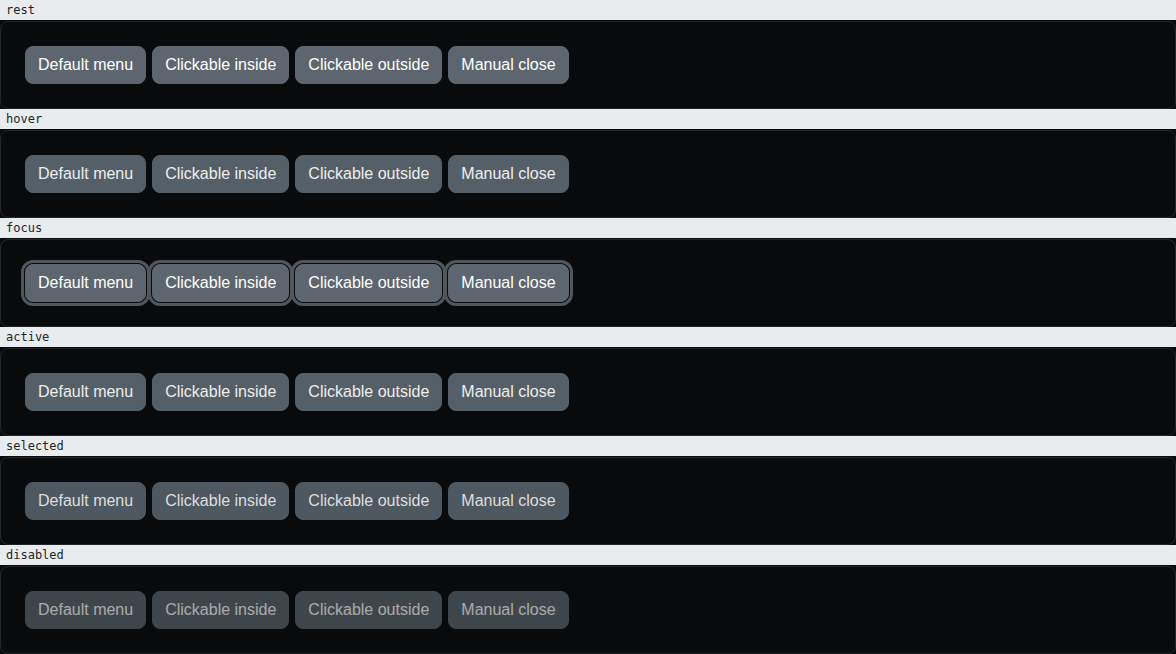 rest
Default menu Clickable inside Clickable outside Manual close
hover
Default menu Clickable inside Clickable outside Manual close
focus
Default menu Clickable inside Clickable outside Manual close
active
Default menu Clickable inside Clickable outside Manual close
selected
Default menu Clickable inside Clickable outside Manual close
disabled
Default menu Clickable inside Clickable outside Manual close